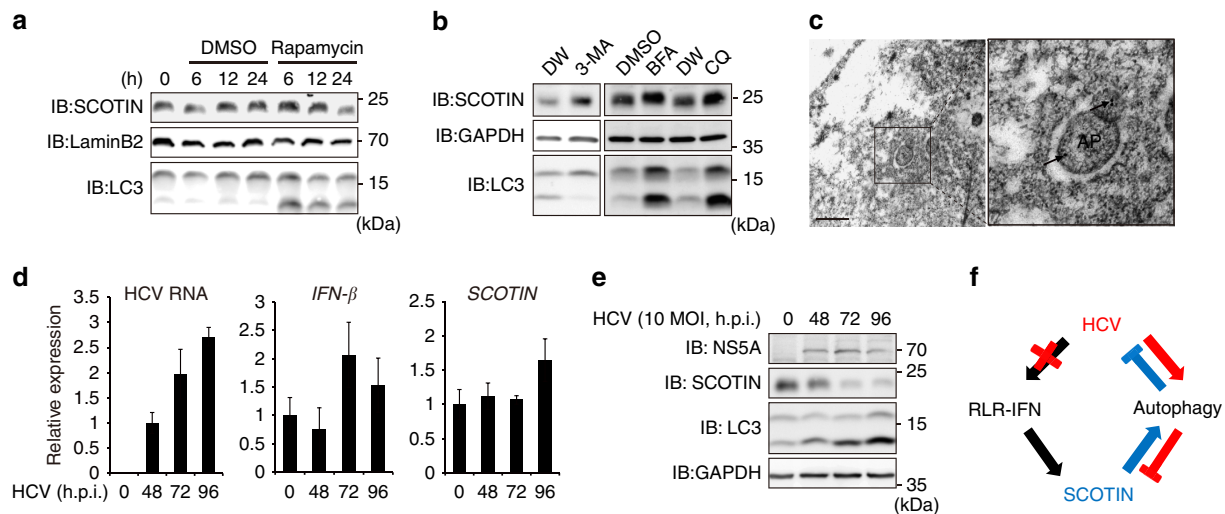 a
DMSO Rapamycin
(h) 0 6 12 24 6 12 24
IB:SCOTIN 25
IB:LaminB2 70
IB:LC3 15
(kDa)
b
DW 3-MA DMSO BFA DW CQ
IB:SCOTIN 25
IB:GAPDH 35
IB:LC3 15
(kDa)
c
AP
d
Relative expression
HCV RNA
3.5
3
2.5
2
1.5
1
0.5
0
HCV (h.p.i.) 0 48 72 96
IFN-β
3
2.5
2
1.5
1
0.5
0
0 48 72 96
SCOTIN
2.5
2
1.5
1
0.5
0
0 48 72 96
e
HCV (10 MOI, h.p.i.) 0 48 72 96
IB: NS5A 70
IB: SCOTIN 25
IB: LC3 15
IB:GAPDH 35
(kDa)
f
HCV
RLR-IFN Autophagy
SCOTIN